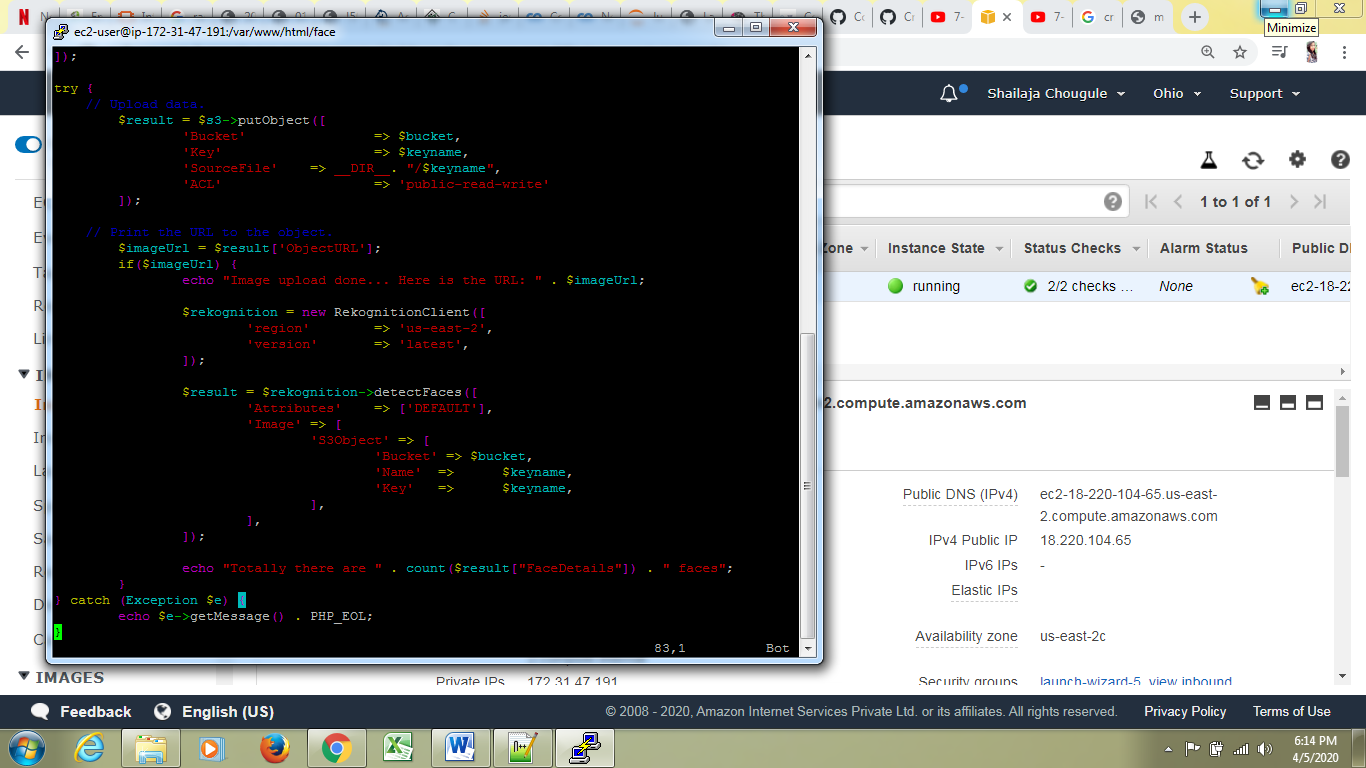 ec2-user@ip-172-31-47-191:/var/www/html/face
Minimize
]);
try {
// Upload data.
$result = $s3->putObject([
'Bucket' => $bucket,
'Key' => $keyname,
'SourceFile' => __DIR__. "/$keyname",
'ACL' => 'public-read-write'
]);
// Print the URL to the object.
$imageUrl = $result['ObjectURL'];
if($imageUrl) {
echo "Image upload done... Here is the URL: " . $imageUrl;
$rekognition = new RekognitionClient([
'region' => 'us-east-2',
'version' => 'latest',
]);
$result = $rekognition->detectFaces([
'Attributes' => ['DEFAULT'],
'Image' => [
'S3Object' => [
'Bucket' => $bucket,
'Name' => $keyname,
'Key' => $keyname,
],
],
]);
echo "Totally there are " . count($result["FaceDetails"]) . " faces";
}
} catch (Exception $e) {
echo $e->getMessage() . PHP_EOL;
}
83,1 Bot
Shailaja Chougule Ohio Support
1 to 1 of 1
Zone Instance State Status Checks Alarm Status Public D
running 2/2 checks ... None ec2-18-22
2.compute.amazonaws.com
Public DNS (IPv4) ec2-18-220-104-65.us-east-
2.compute.amazonaws.com
IPv4 Public IP 18.220.104.65
IPv6 IPs -
Elastic IPs
Availability zone us-east-2c
Security groups launch-wizard-5. view inbound
IMAGES
Private IPs 172.31.47.191
Feedback English (US)
© 2008 - 2020, Amazon Internet Services Private Ltd. or its affiliates. All rights reserved. Privacy Policy Terms of Use
6:14 PM
4/5/2020